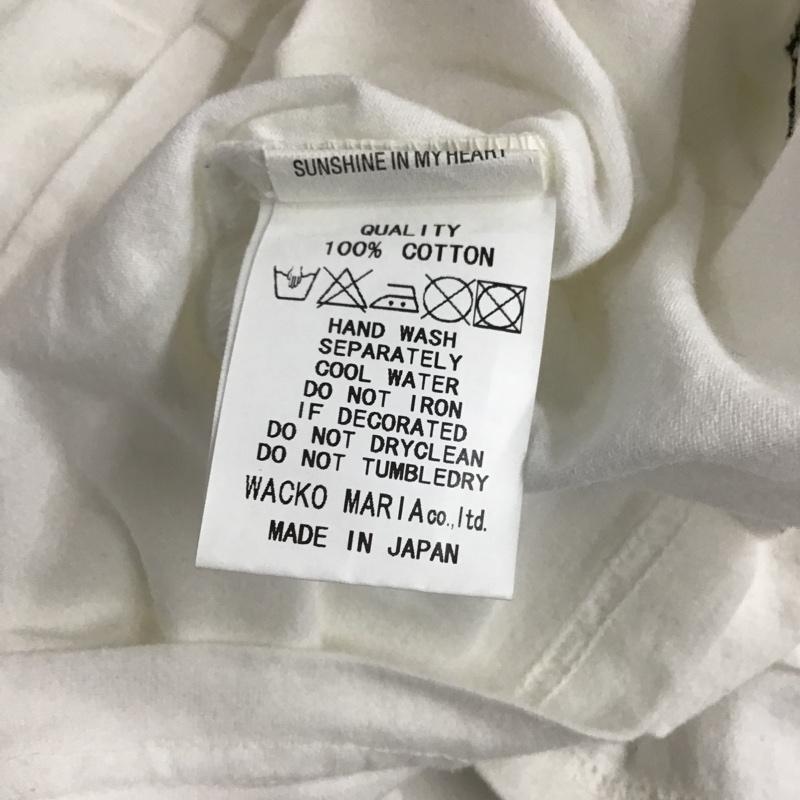 SUNSHINE IN MY HEART
QUALITY
100% COTTON
HAND WASH
SEPARATELY
COOL WATER
DO NOT IRON
IF DECORATED
DO NOT DRYCLEAN
DO NOT TUMBLEDRY
WACKO MARIA co.,ltd.
MADE IN JAPAN